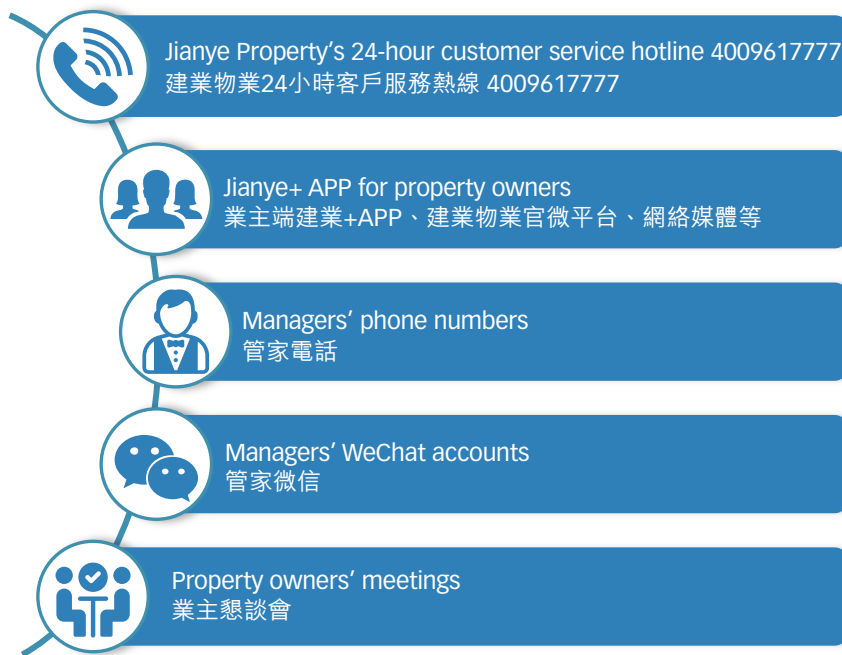 Jianye Property’s 24-hour customer service hotline 4009617777
建業物業24小時客戶服務熱線 4009617777
Jianye+ APP for property owners
業主端建業+APP、建業物業官微平台、網絡媒體等
Managers’ phone numbers
管家電話
Managers’ WeChat accounts
管家微信
Property owners’ meetings
業主懇談會